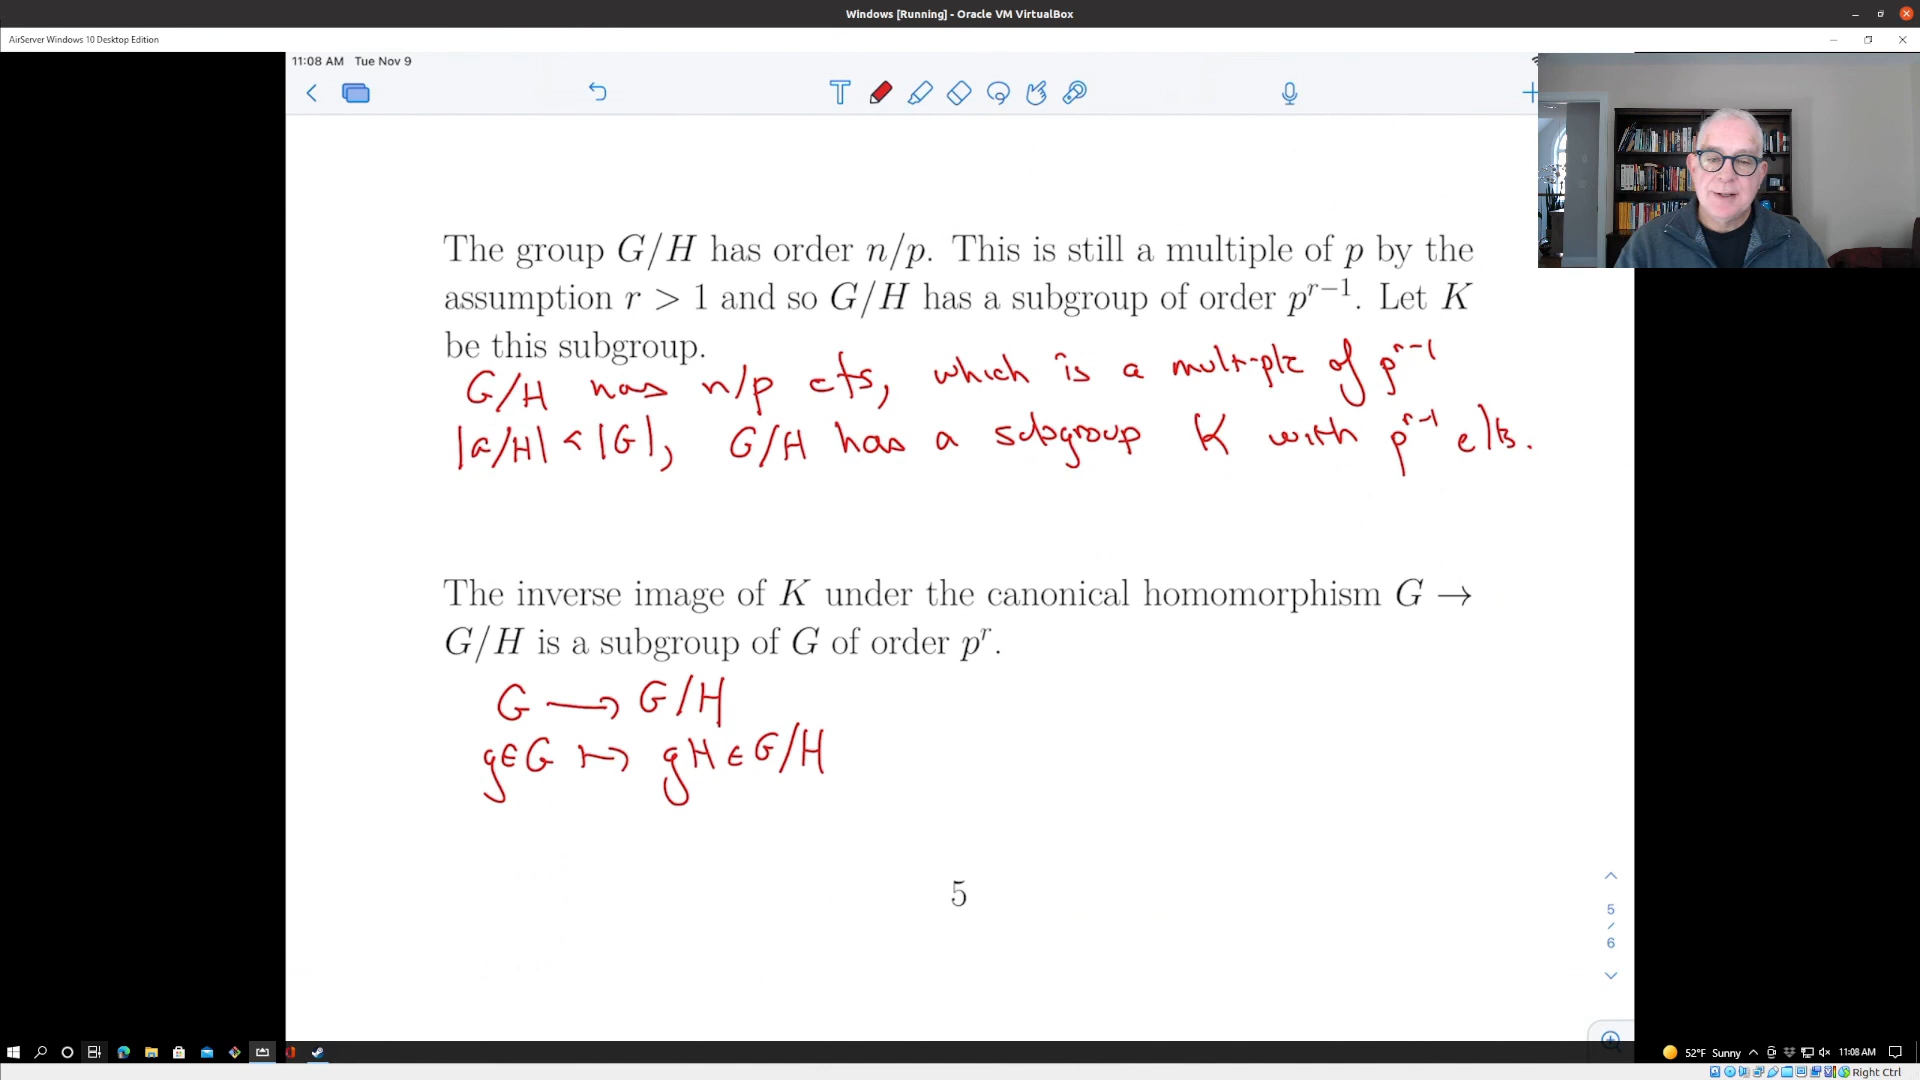 Windows [Running] - Oracle VM VirtualBox
AirServer Windows 10 Desktop Edition
11:08 AM Tue Nov 9
The group G/H has order n/p. This is still a multiple of p by the
assumption r > 1 and so G/H has a subgroup of order p^{r−1}. Let K
be this subgroup.
G/H has n/p elts, which is a multiple of p^{r-1}
|G/H| < |G|, G/H has a subgroup K with p^{r-1} elts.
The inverse image of K under the canonical homomorphism G →
G/H is a subgroup of G of order p^r.
G → G/H
g∈G ↦ gH ∈ G/H
5
5
/
6
52°F Sunny
11:08 AM
Right Ctrl